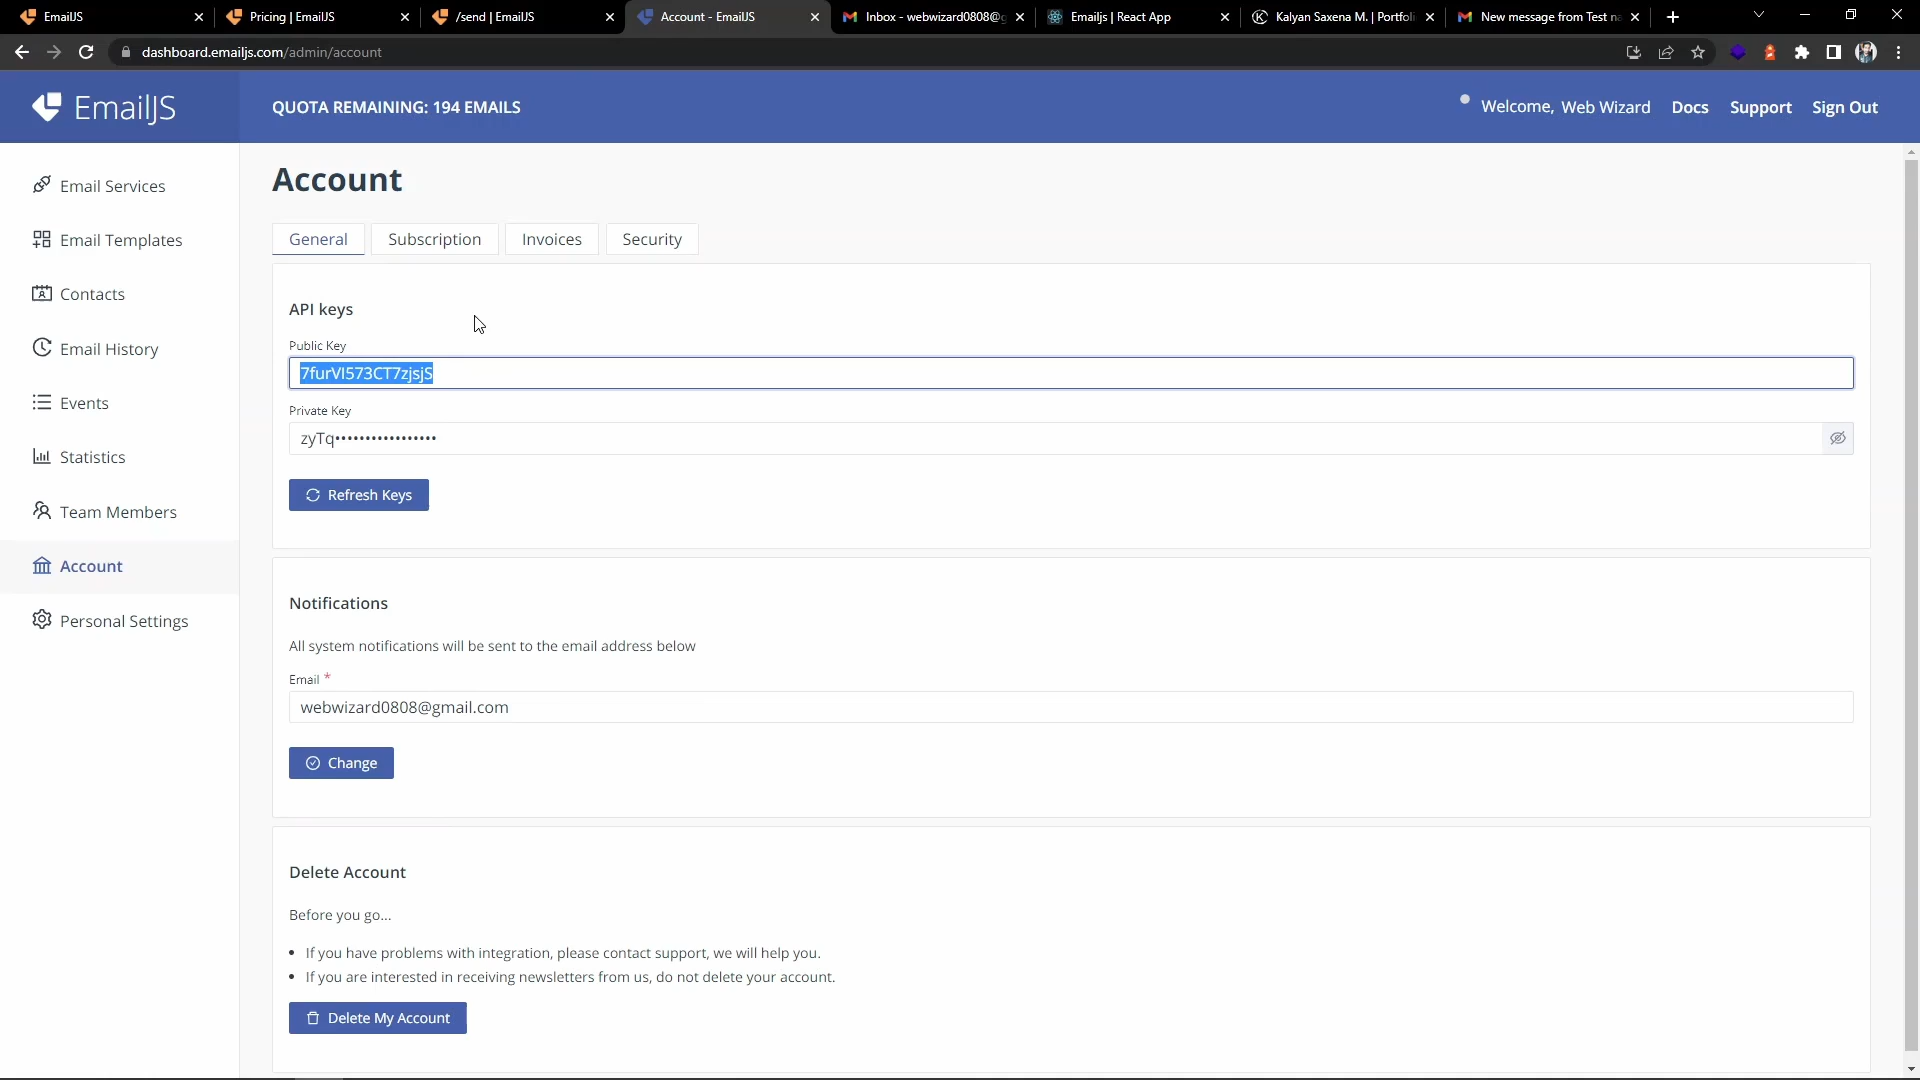 EmailJS
Pricing | EmailJS
/send | EmailJS
Account - EmailJS
Inbox - webwizard0808@g
Emailjs | React App
Kalyan Saxena M. | Portfoli
New message from Test na
dashboard.emailjs.com/admin/account
EmailJS
QUOTA REMAINING: 194 EMAILS
Welcome, Web Wizard
Docs
Support
Sign Out
Email Services
Email Templates
Contacts
Email History
Events
Statistics
Team Members
Account
Personal Settings
Account
General
Subscription
Invoices
Security
API keys
Public Key
7furVI573CT7zjsjS
Private Key
zyTq•••••••••••••••••
Refresh Keys
Notifications
All system notifications will be sent to the email address below
Email *
webwizard0808@gmail.com
Change
Delete Account
Before you go...
• If you have problems with integration, please contact support, we will help you.
• If you are interested in receiving newsletters from us, do not delete your account.
Delete My Account